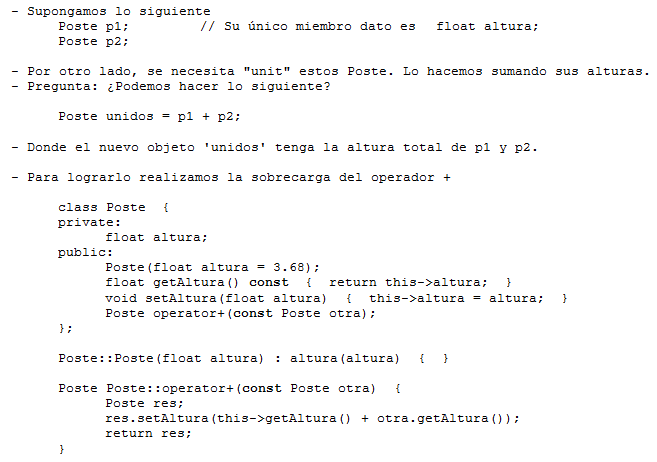 - Supongamos lo siguiente
Poste p1;         // Su único miembro dato es   float altura;
Poste p2;
- Por otro lado, se necesita "unit" estos Poste. Lo hacemos sumando sus alturas.
- Pregunta: ¿Podemos hacer lo siguiente?
Poste unidos = p1 + p2;
- Donde el nuevo objeto 'unidos' tenga la altura total de p1 y p2.
- Para lograrlo realizamos la sobrecarga del operador +
class Poste  {
private:
      float altura;
public:
      Poste(float altura = 3.68);
      float getAltura() const  {  return this->altura;  }
      void setAltura(float altura)  {  this->altura = altura;  }
      Poste operator+(const Poste otra);
};
Poste::Poste(float altura) : altura(altura)  {  }
Poste Poste::operator+(const Poste otra)  {
      Poste res;
      res.setAltura(this->getAltura() + otra.getAltura());
      return res;
}